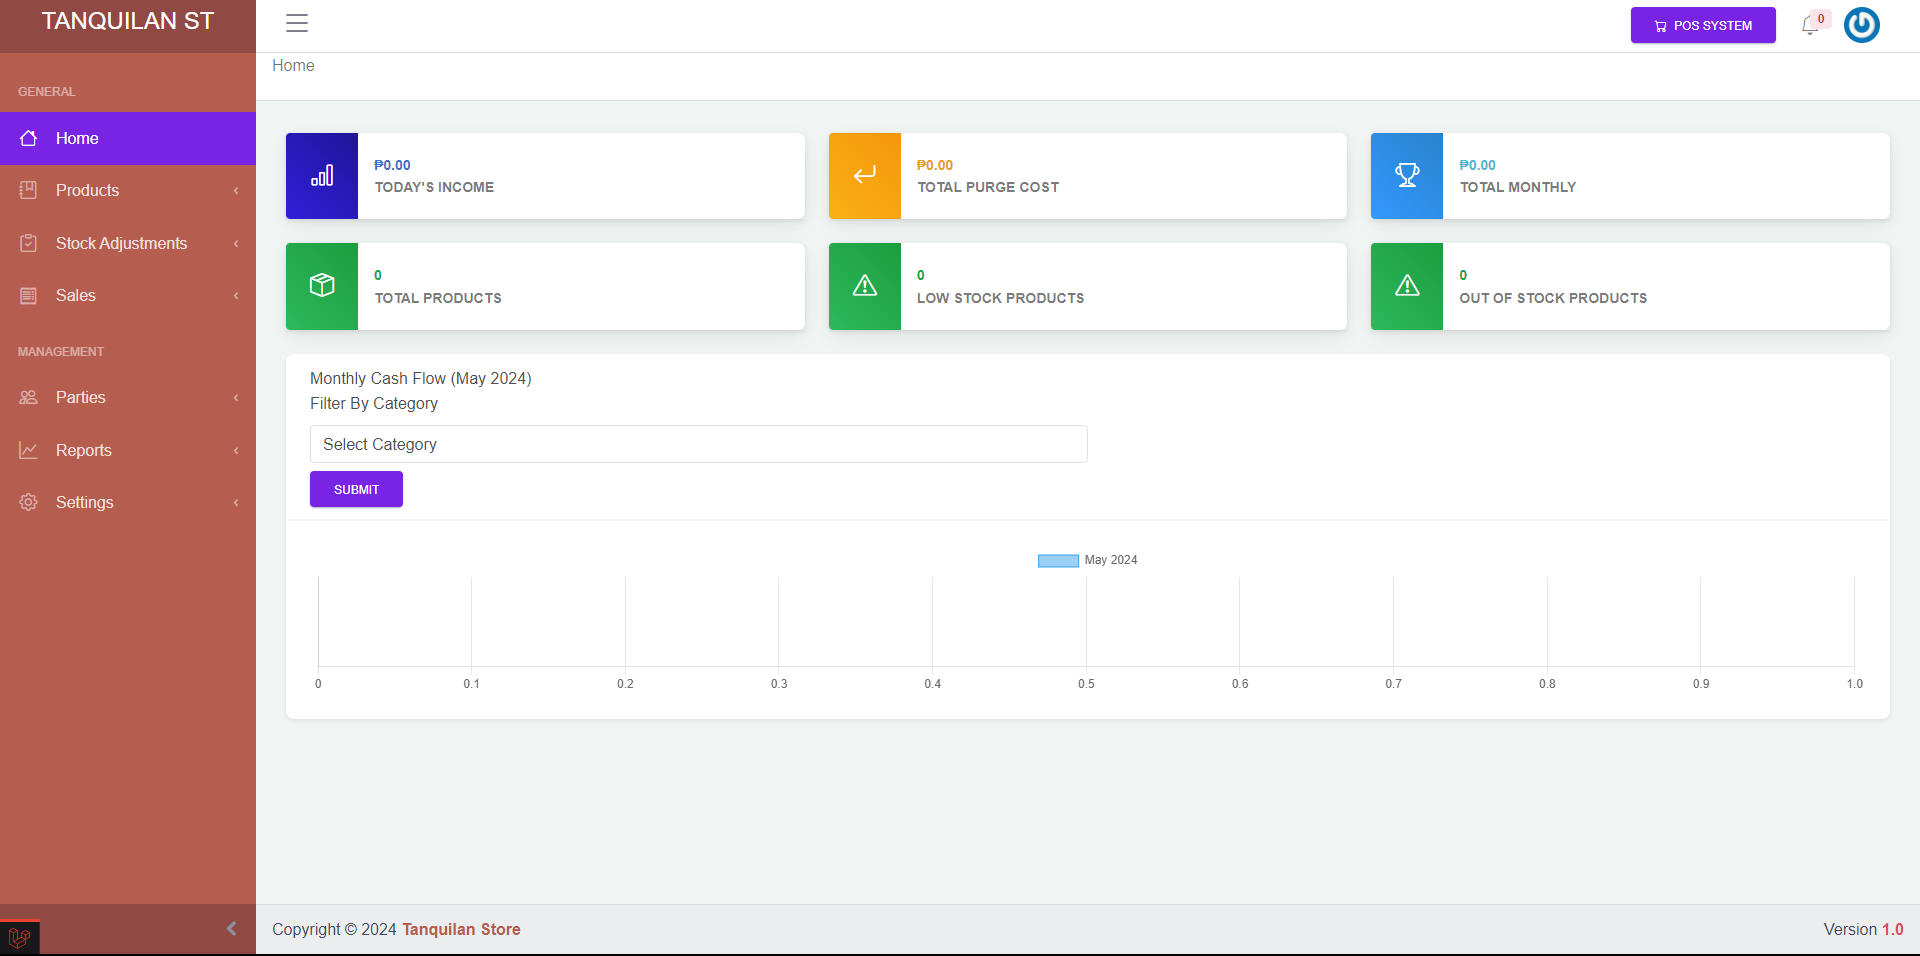 TANQUILAN ST
POS SYSTEM
0
Home
GENERAL
Home
Products
Stock Adjustments
Sales
MANAGEMENT
Parties
Reports
Settings
₱0.00
TODAY'S INCOME
₱0.00
TOTAL PURGE COST
₱0.00
TOTAL MONTHLY
0
TOTAL PRODUCTS
0
LOW STOCK PRODUCTS
0
OUT OF STOCK PRODUCTS
Monthly Cash Flow (May 2024)
Filter By Category
Select Category
SUBMIT
May 2024
0 0.1 0.2 0.3 0.4 0.5 0.6 0.7 0.8 0.9 1.0
Copyright © 2024 Tanquilan Store
Version 1.0